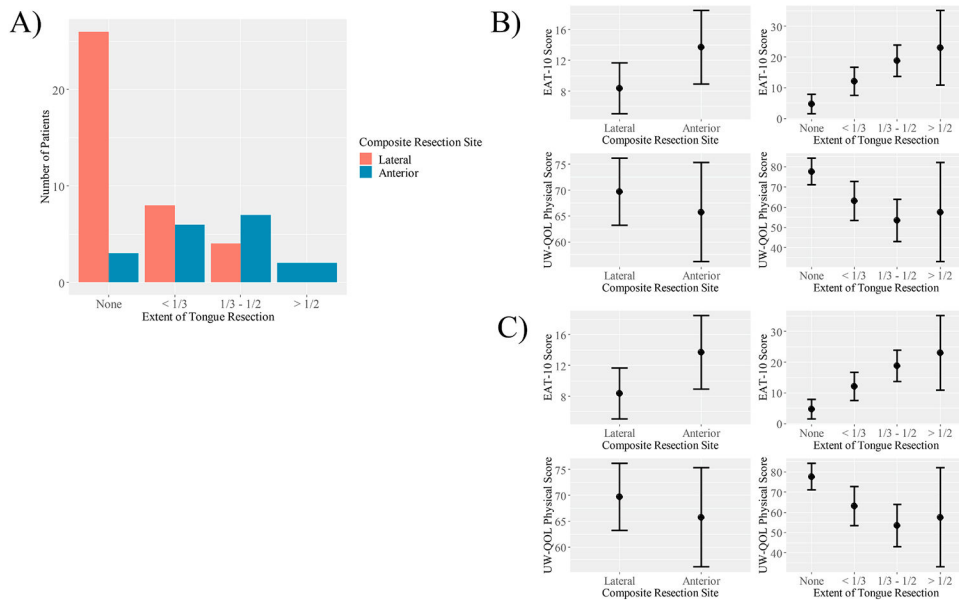 A)
20
10
0
Number of Patients
None
< 1/3
1/3 - 1/2
> 1/2
Extent of Tongue Resection
Composite Resection Site
Lateral
Anterior
B)
16
12
8
EAT-10 Score
Lateral
Anterior
Composite Resection Site
30
20
10
0
EAT-10 Score
None
< 1/3
1/3 - 1/2
> 1/2
Extent of Tongue Resection
75
70
65
60
UW-QOL Physical Score
Lateral
Anterior
Composite Resection Site
80
70
60
50
40
UW-QOL Physical Score
None
< 1/3
1/3 - 1/2
> 1/2
Extent of Tongue Resection
C)
16
12
8
EAT-10 Score
Lateral
Anterior
Composite Resection Site
30
20
10
0
EAT-10 Score
None
< 1/3
1/3 - 1/2
> 1/2
Extent of Tongue Resection
75
70
65
60
UW-QOL Physical Score
Lateral
Anterior
Composite Resection Site
80
70
60
50
40
UW-QOL Physical Score
None
< 1/3
1/3 - 1/2
> 1/2
Extent of Tongue Resection